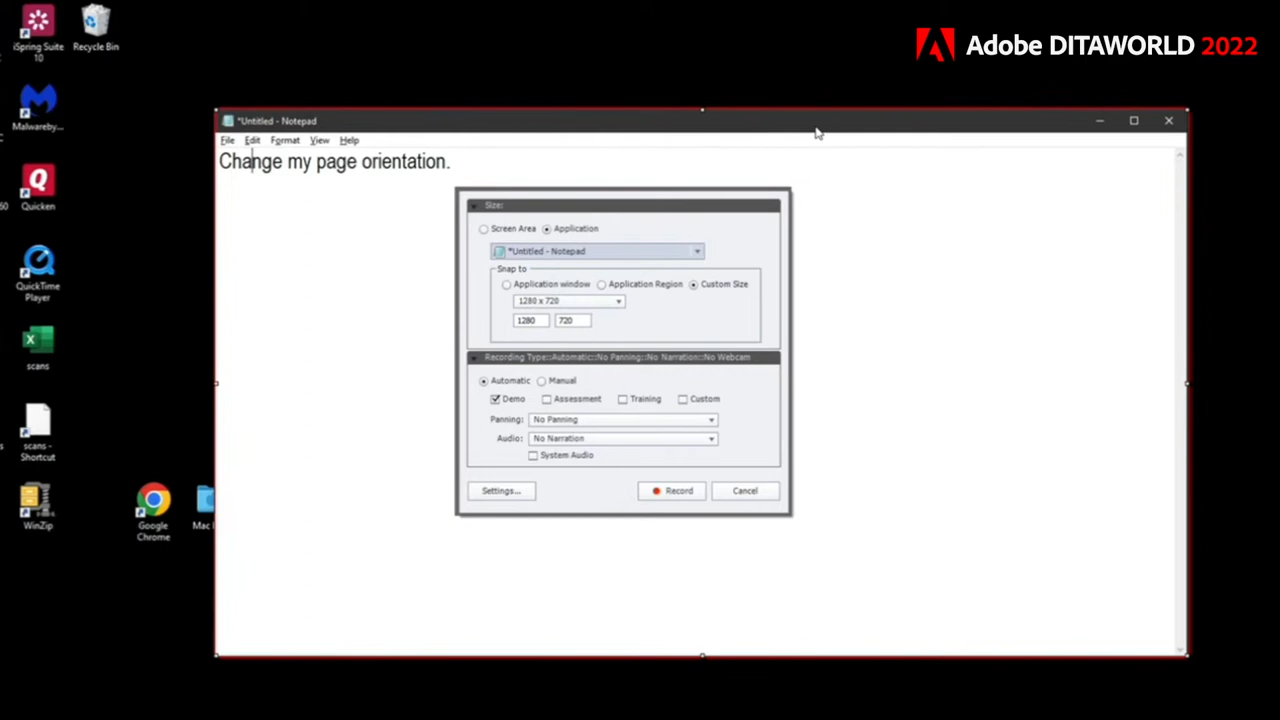 iSpring Suite
10
Recycle Bin
Adobe DITAWORLD 2022
Malwareby...
*Untitled - Notepad
File Edit Format View Help
Change my page orientation.
60
Quicken
Size:
Screen Area Application
*Untitled - Notepad
Snap to
Application window Application Region Custom Size
1280 x 720
1280 720
QuickTime
Player
Recording Type::Automatic::No Panning::No Narration::No Webcam
Automatic Manual
Demo Assessment Training Custom
Panning: No Panning
Audio: No Narration
System Audio
scans
scans -
Shortcut
Settings... Record Cancel
WinZip
Google
Chrome
Mac